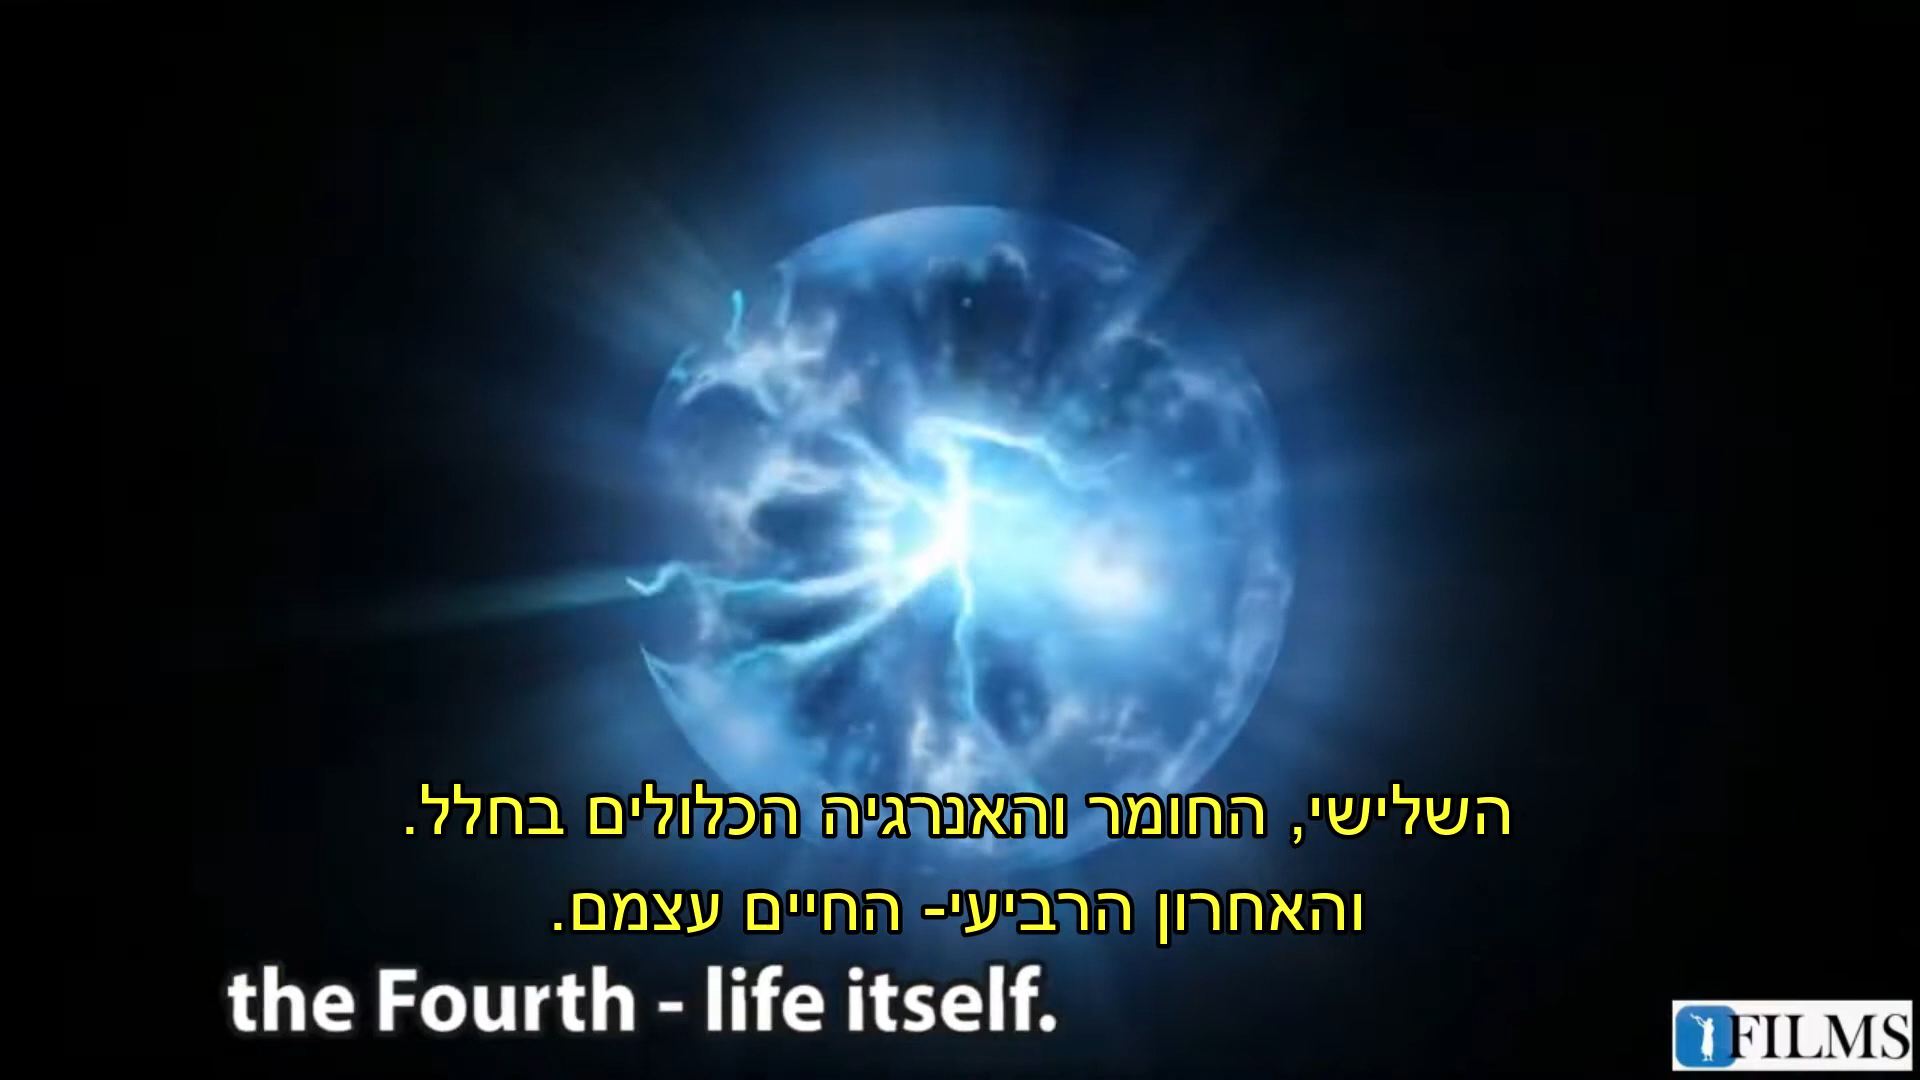 השלישי, החומר והאנרגיה הכלולים בחלל.
והאחרון הרביעי- החיים עצמם.
the Fourth - life itself.
FILMS